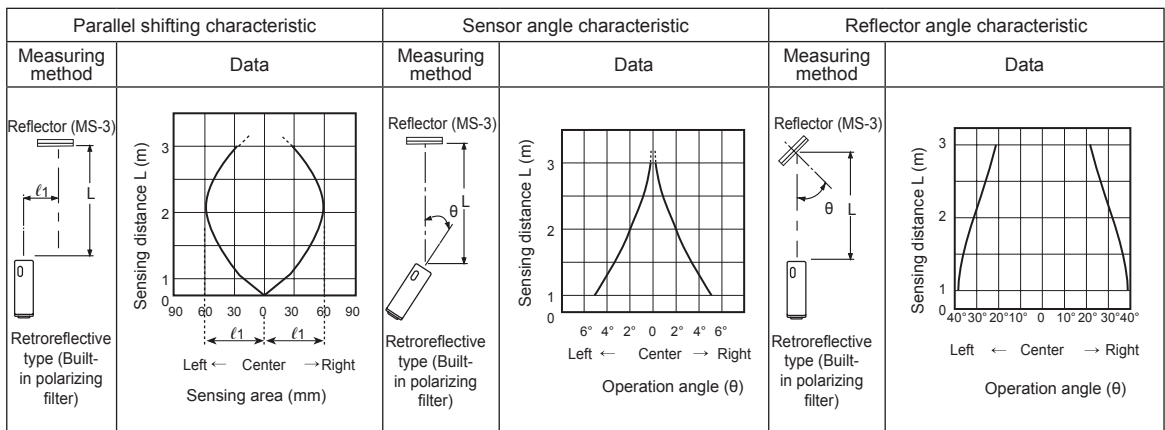 Parallel shifting characteristic
Sensor angle characteristic
Reflector angle characteristic
Measuring
method
Data
Measuring
method
Data
Measuring
method
Data
Reflector (MS-3)
ℓ1
L
Retroreflective
type (Built-
in polarizing
filter)
Sensing distance L (m)
3
2
1
0
90 60 30 0 30 60 90
ℓ1 ℓ1
Left ← Center → Right
Sensing area (mm)
Reflector (MS-3)
θ
L
Retroreflective
type (Built-
in polarizing
filter)
Sensing distance L (m)
3
2
1
0
6° 4° 2° 0 2° 4° 6°
Left ← Center → Right
Operation angle (θ)
Reflector (MS-3)
θ
L
Retroreflective
type (Built-
in polarizing
filter)
Sensing distance L (m)
3
2
1
0
40°30°20°10° 0 10°20°30°40°
Left ← Center → Right
Operation angle (θ)